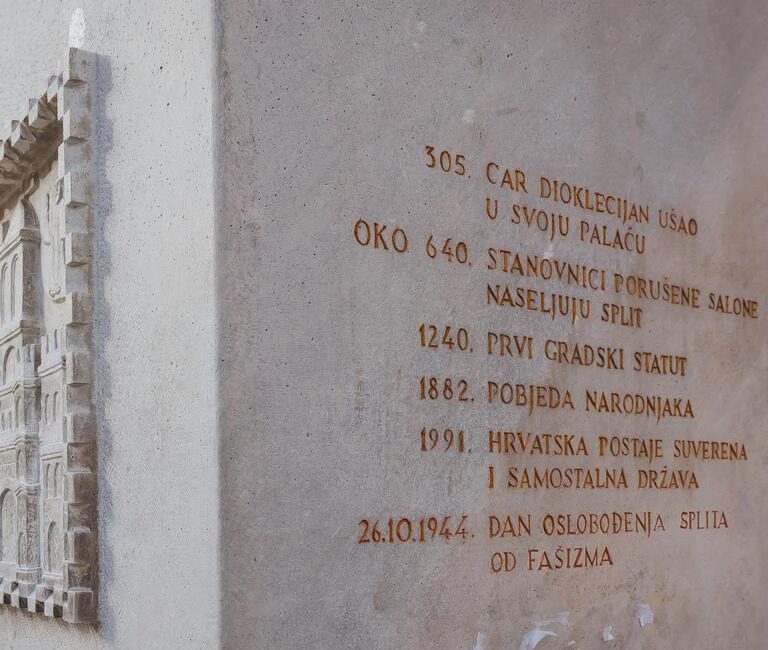 305. CAR DIOKLECIJAN UŠAO
U SVOJU PALAČU
OKO 640. STANOVNICI PORUŠENE SALONE
NASELJUJU SPLIT
1240. PRVI GRADSKI STATUT
1882. POBJEDA NARODNJAKA
1991. HRVATSKA POSTAJE SUVERENA
I SAMOSTALNA DRŽAVA
26.10.1944. DAN OSLOBOĐENJA SPLITA
OD FAŠIZMA